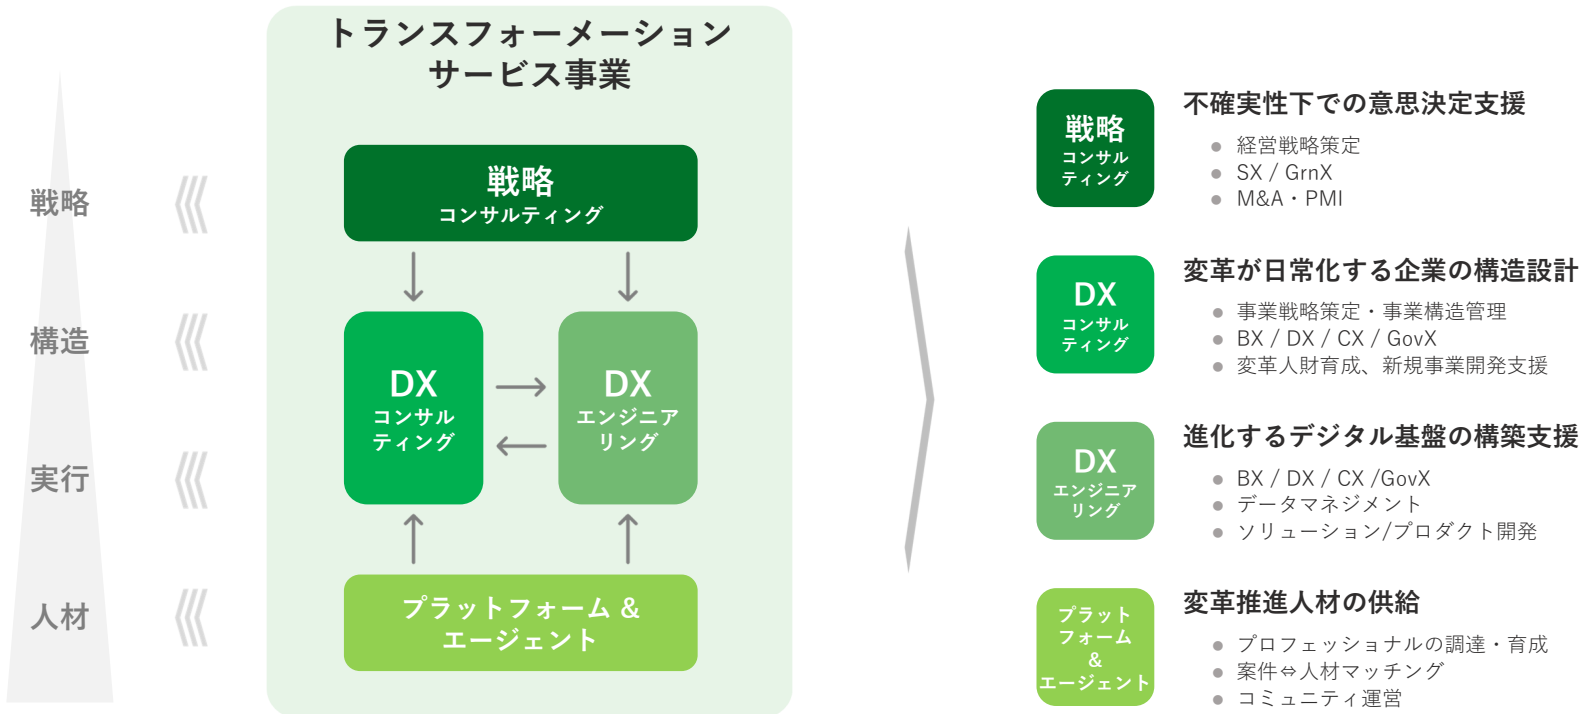 トランスフォーメーション
サービス事業
戦略
構造
実行
人材
戦略
コンサルティング
DX
コンサル
ティング
DX
エンジニア
リング
プラットフォーム &
エージェント
戦略
コンサル
ティング
不確実性下での意思決定支援
● 経営戦略策定
● SX / GrnX
● M&A・PMI
DX
コンサル
ティング
変革が日常化する企業の構造設計
● 事業戦略策定・事業構造管理
● BX / DX / CX / GovX
● 変革人財育成、新規事業開発支援
DX
エンジニア
リング
進化するデジタル基盤の構築支援
● BX / DX / CX /GovX
● データマネジメント
● ソリューション/プロダクト開発
プラット
フォーム
&
エージェント
変革推進人材の供給
● プロフェッショナルの調達・育成
● 案件⇔人材マッチング
● コミュニティ運営